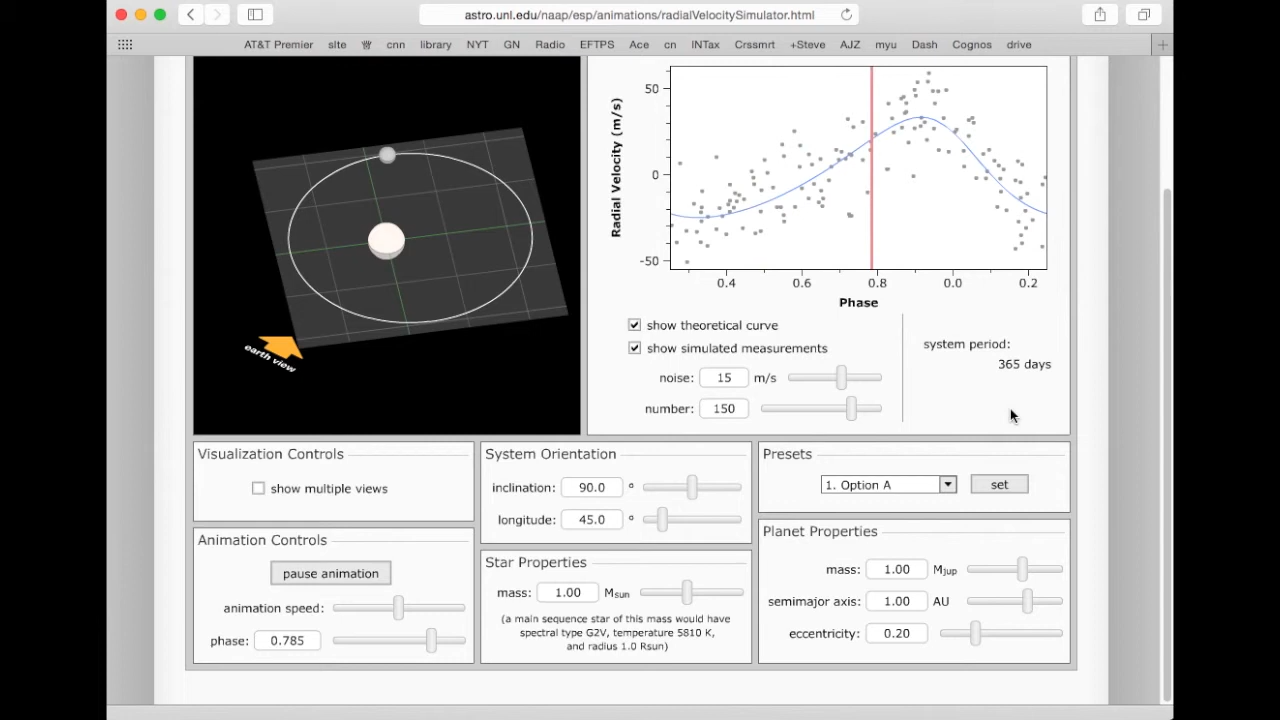 astro.unl.edu/naap/esp/animations/radialVelocitySimulator.html
AT&T Premier slte cnn library NYT GN Radio EFTPS Ace cn INTax Crssmrt +Steve AJZ myu Dash Cognos drive
earth view
Radial Velocity (m/s)
50
0
-50
0.4 0.6 0.8 0.0 0.2
Phase
show theoretical curve
show simulated measurements
noise: 15 m/s
number: 150
system period:
365 days
Visualization Controls
show multiple views
Animation Controls
pause animation
animation speed:
phase: 0.785
System Orientation
inclination: 90.0 °
longitude: 45.0 °
Star Properties
mass: 1.00 Msun
(a main sequence star of this mass would have
spectral type G2V, temperature 5810 K,
and radius 1.0 Rsun)
Presets
1. Option A set
Planet Properties
mass: 1.00 Mjup
semimajor axis: 1.00 AU
eccentricity: 0.20